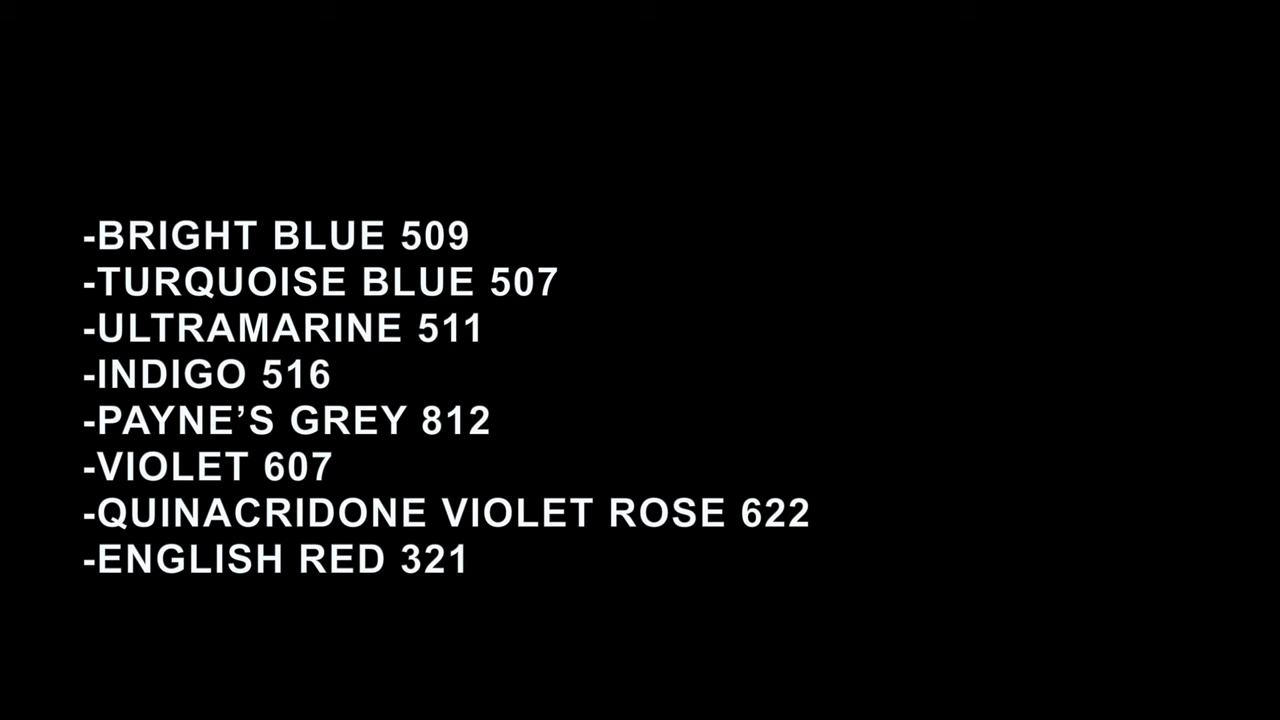 -BRIGHT BLUE 509
-TURQUOISE BLUE 507
-ULTRAMARINE 511
-INDIGO 516
-PAYNE’S GREY 812
-VIOLET 607
-QUINACRIDONE VIOLET ROSE 622
-ENGLISH RED 321